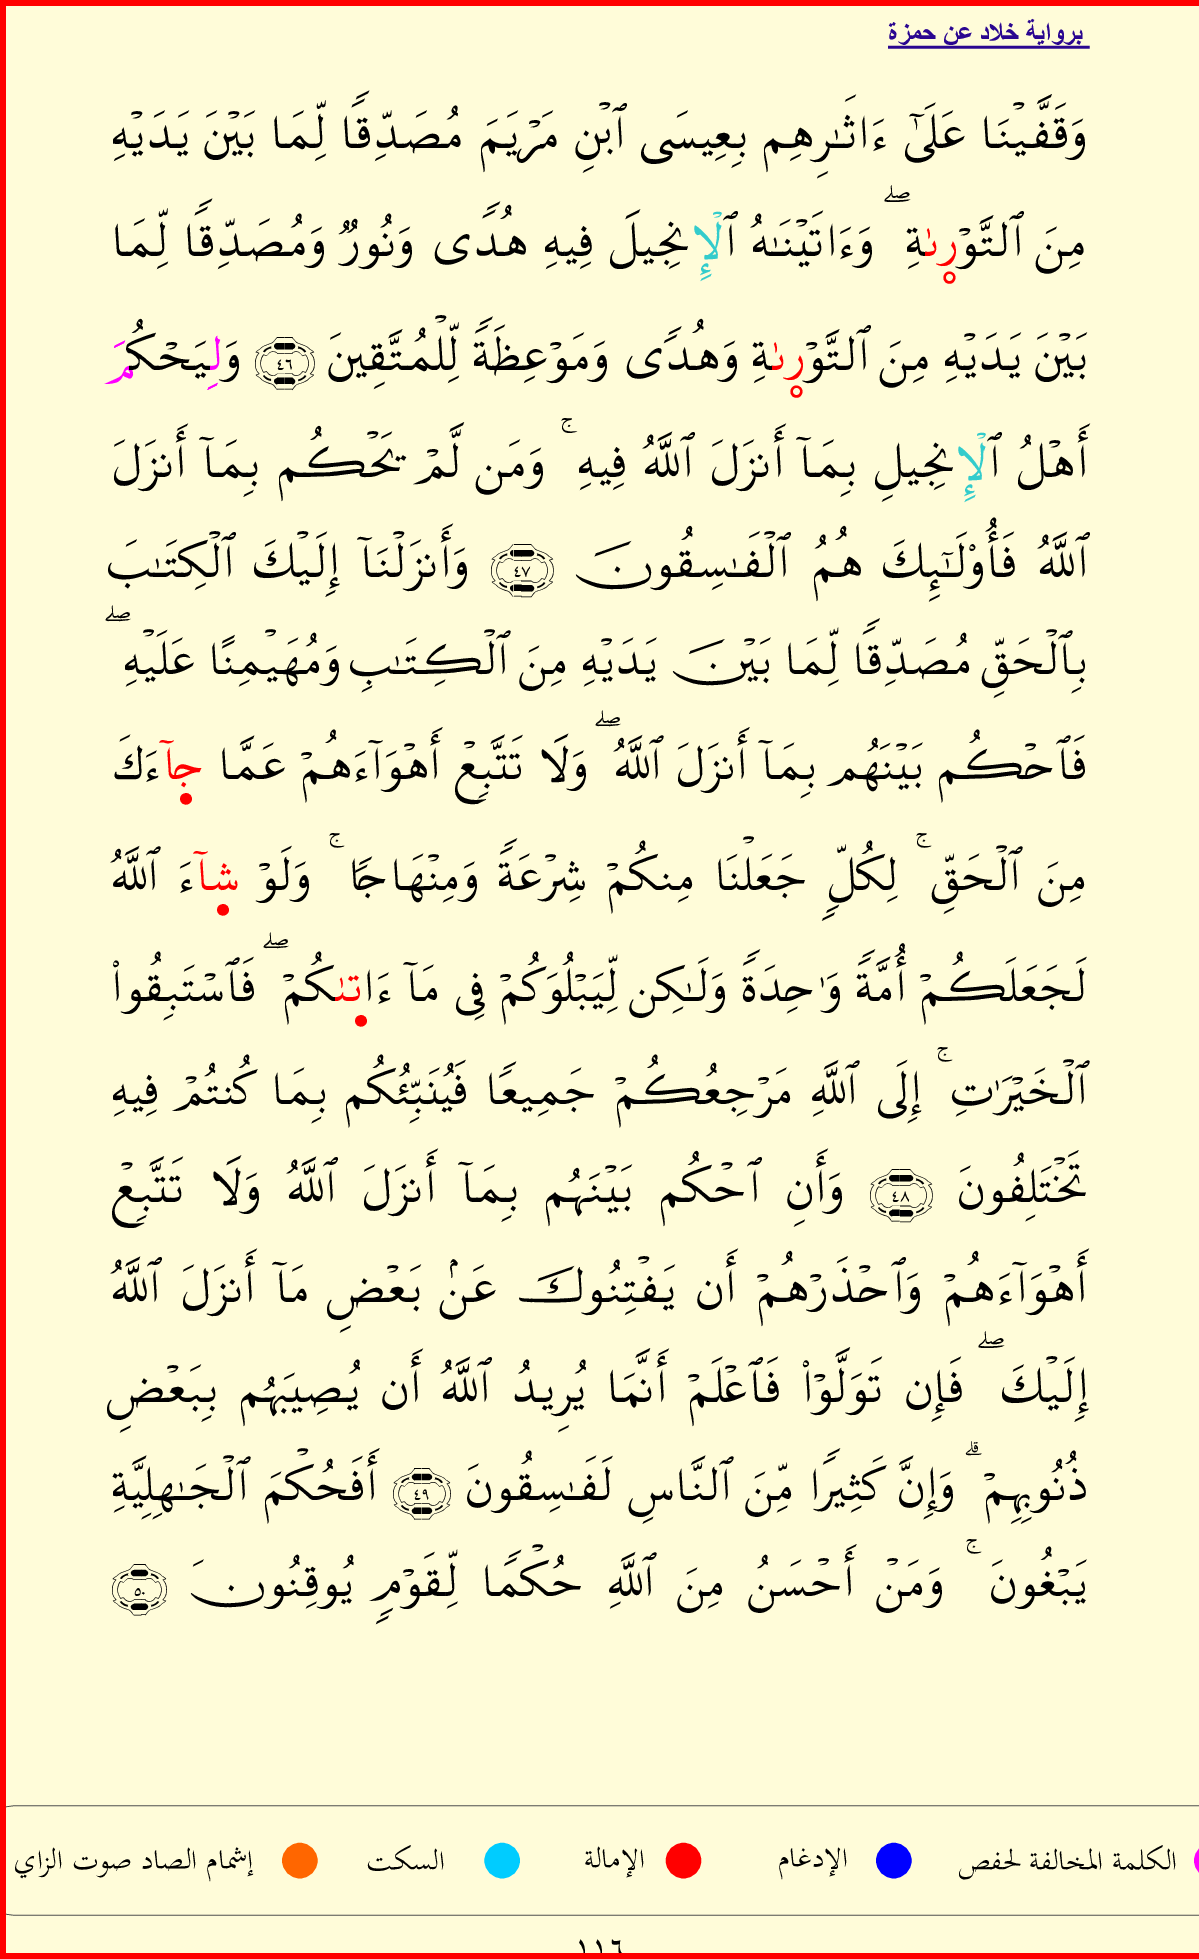 برواية خلاد عن حمزة
وَقَفَّيْنَا عَلَىٰٓ ءَاثَـٰرِهِم بِعِيسَى ٱبْنِ مَرْيَمَ مُصَدِّقًا لِّمَا بَيْنَ يَدَيْهِ
مِنَ ٱلتَّوْرِىٰةِ ۖ وَءَاتَيْنَـٰهُ ٱلْإِنجِيلَ فِيهِ هُدًى وَنُورٌ وَمُصَدِّقًا لِّمَا
بَيْنَ يَدَيْهِ مِنَ ٱلتَّوْرِىٰةِ وَهُدًى وَمَوْعِظَةً لِّلْمُتَّقِينَ ٤٦ وَلِيَحْكُمَ
أَهْلُ ٱلْإِنجِيلِ بِمَآ أَنزَلَ ٱللَّهُ فِيهِ ۚ وَمَن لَّمْ يَحْكُم بِمَآ أَنزَلَ
ٱللَّهُ فَأُوْلَـٰٓئِكَ هُمُ ٱلْفَـٰسِقُونَ ٤٧ وَأَنزَلْنَآ إِلَيْكَ ٱلْكِتَـٰبَ
بِٱلْحَقِّ مُصَدِّقًا لِّمَا بَيْنَ يَدَيْهِ مِنَ ٱلْكِتَـٰبِ وَمُهَيْمِنًا عَلَيْهِ ۖ
فَٱحْكُم بَيْنَهُم بِمَآ أَنزَلَ ٱللَّهُ ۖ وَلَا تَتَّبِعْ أَهْوَآءَهُمْ عَمَّا جآءَكَ
مِنَ ٱلْحَقِّ ۚ لِكُلٍّ جَعَلْنَا مِنكُمْ شِرْعَةً وَمِنْهَاجًا ۚ وَلَوْ شآءَ ٱللَّهُ
لَجَعَلَكُمْ أُمَّةً وَٰحِدَةً وَلَـٰكِن لِّيَبْلُوَكُمْ فِى مَآ ءَاتىٰكُمْ ۖ فَٱسْتَبِقُوا۟
ٱلْخَيْرَٰتِ ۚ إِلَى ٱللَّهِ مَرْجِعُكُمْ جَمِيعًا فَيُنَبِّئُكُم بِمَا كُنتُمْ فِيهِ
تَخْتَلِفُونَ ٤٨ وَأَنِ ٱحْكُم بَيْنَهُم بِمَآ أَنزَلَ ٱللَّهُ وَلَا تَتَّبِعْ
أَهْوَآءَهُمْ وَٱحْذَرْهُمْ أَن يَفْتِنُوكَ عَنۢ بَعْضِ مَآ أَنزَلَ ٱللَّهُ
إِلَيْكَ ۖ فَإِن تَوَلَّوْا۟ فَٱعْلَمْ أَنَّمَا يُرِيدُ ٱللَّهُ أَن يُصِيبَهُم بِبَعْضِ
ذُنُوبِهِمْ ۗ وَإِنَّ كَثِيرًا مِّنَ ٱلنَّاسِ لَفَـٰسِقُونَ ٤٩ أَفَحُكْمَ ٱلْجَـٰهِلِيَّةِ
يَبْغُونَ ۚ وَمَنْ أَحْسَنُ مِنَ ٱللَّهِ حُكْمًا لِّقَوْمٍ يُوقِنُونَ ٥٠
الكلمة المخالفة لحفص الإدغام الإمالة السكت إشمام الصاد صوت الزاي
١١٦